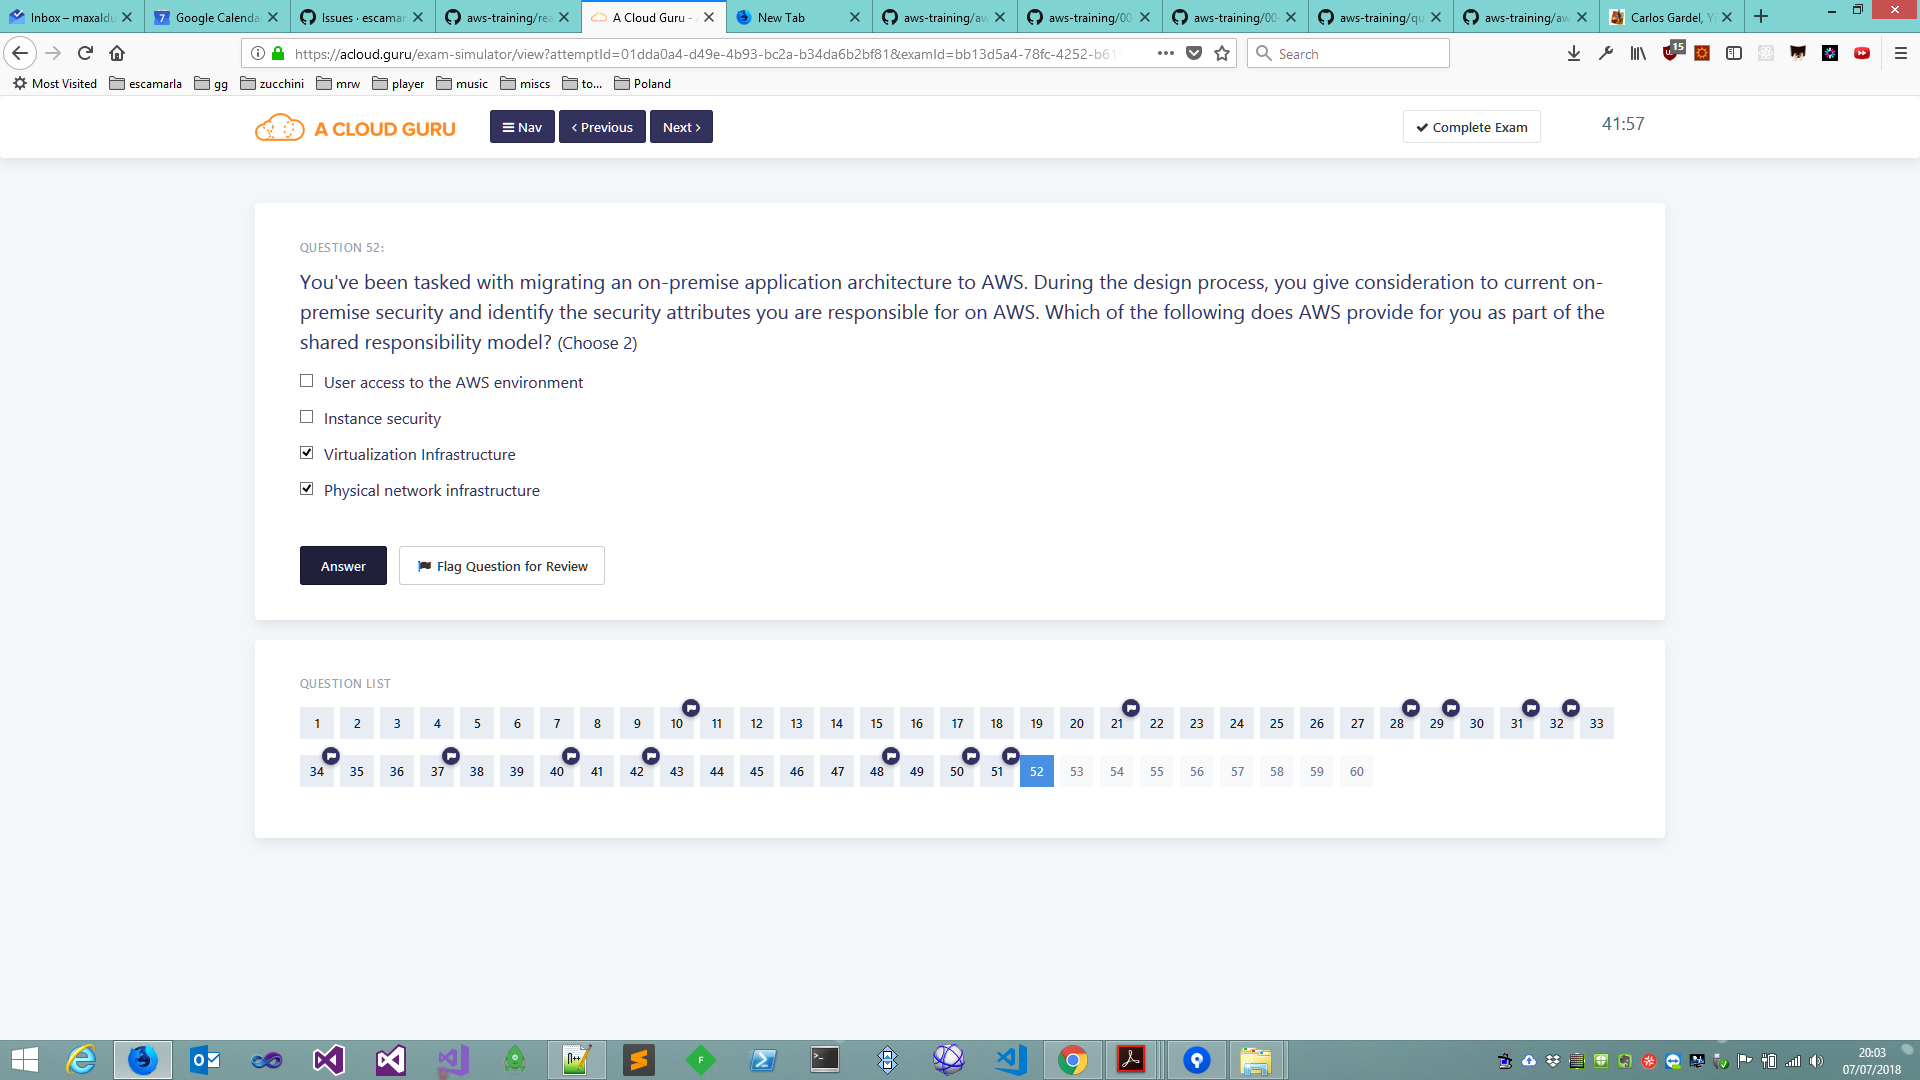 Inbox – maxaldu
Google Calenda
Issues · escamar
aws-training/rea
A Cloud Guru -
New Tab
aws-training/aw
aws-training/00
aws-training/00
aws-training/qu
aws-training/aw
Carlos Gardel, Y
https://acloud.guru/exam-simulator/view?attemptId=01dda0a4-d49e-4b93-bc2a-b34da6b2bf81&examId=bb13d5a4-78fc-4252-b61
Search
15
Most Visited escamarla gg zucchini mrw player music miscs to... Poland
A CLOUD GURU
Nav
Previous
Next
Complete Exam
41:57
QUESTION 52:
You've been tasked with migrating an on-premise application architecture to AWS. During the design process, you give consideration to current on-
premise security and identify the security attributes you are responsible for on AWS. Which of the following does AWS provide for you as part of the
shared responsibility model? (Choose 2)
User access to the AWS environment
Instance security
Virtualization Infrastructure
Physical network infrastructure
Answer
Flag Question for Review
QUESTION LIST
1 2 3 4 5 6 7 8 9 10 11 12 13 14 15 16 17 18 19 20 21 22 23 24 25 26 27 28 29 30 31 32 33
34 35 36 37 38 39 40 41 42 43 44 45 46 47 48 49 50 51 52 53 54 55 56 57 58 59 60
20:03
07/07/2018